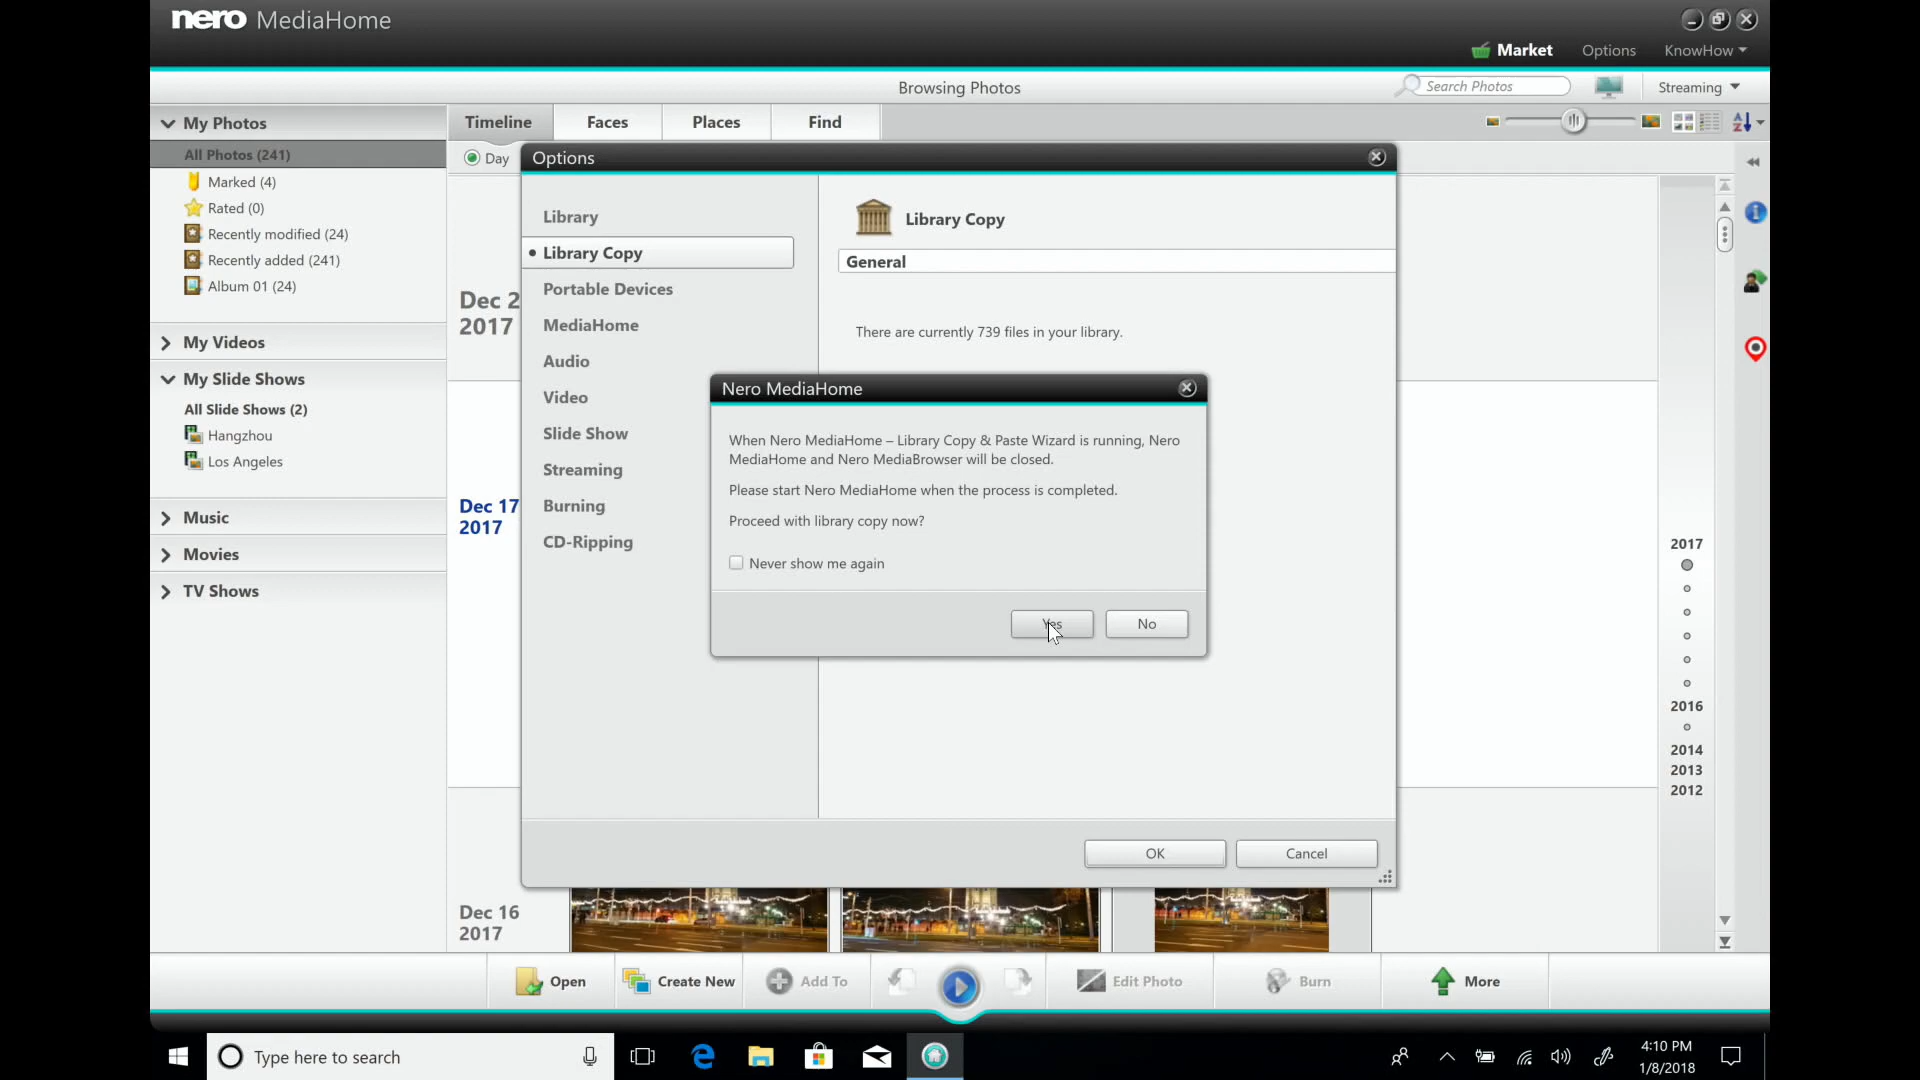 nero MediaHome
Market
Options
KnowHow
Browsing Photos
Search Photos
Streaming
My Photos
All Photos (241)
Marked (4)
Rated (0)
Recently modified (24)
Recently added (241)
Album 01 (24)
My Videos
My Slide Shows
All Slide Shows (2)
Hangzhou
Los Angeles
Music
Movies
TV Shows
Timeline
Faces
Places
Find
Day
Dec 2
2017
Dec 17
2017
Dec 16
2017
Options
Library
Library Copy
Portable Devices
MediaHome
Audio
Video
Slide Show
Streaming
Burning
CD-Ripping
Library Copy
General
There are currently 739 files in your library.
Nero MediaHome
When Nero MediaHome – Library Copy & Paste Wizard is running, Nero
MediaHome and Nero MediaBrowser will be closed.
Please start Nero MediaHome when the process is completed.
Proceed with library copy now?
Never show me again
Yes
No
OK
Cancel
2017
2016
2014
2013
2012
Open
Create New
Add To
Edit Photo
Burn
More
Type here to search
4:10 PM
1/8/2018